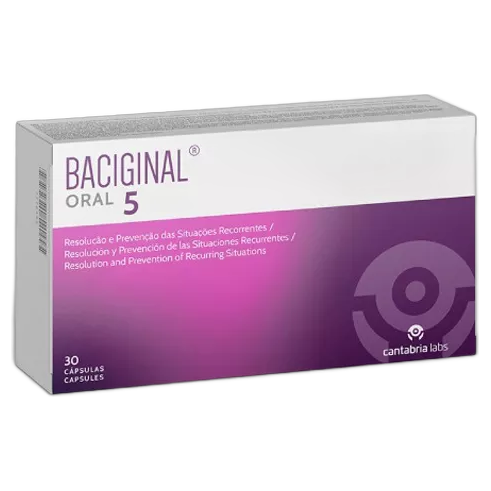 BACIGINAL®
ORAL 5
Resolução e Prevenção das Situações Recorrentes /
Resolución y Prevención de las Situaciones Recurrentes /
Resolution and Prevention of Recurring Situations
30
CÁPSULAS
CAPSULES
cantabria labs